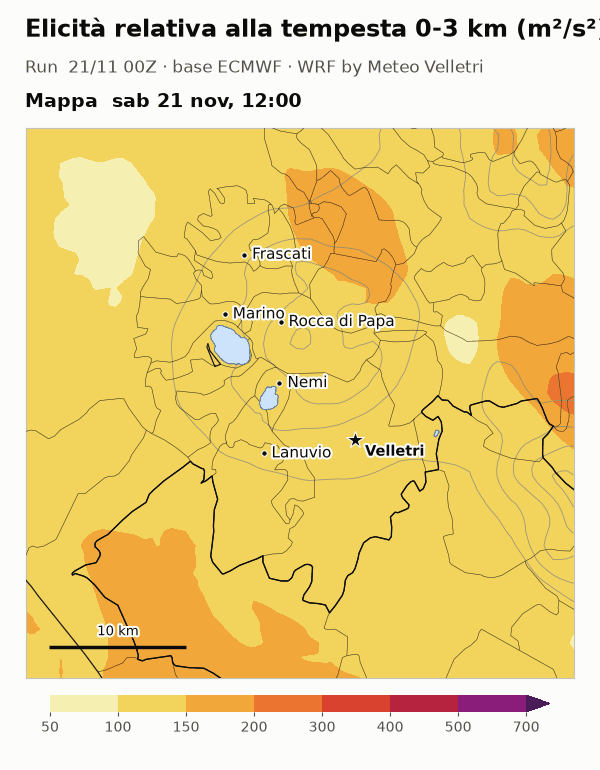 Elicità relativa alla tempesta 0-3 km (m²/s²)
Run  21/11 00Z · base ECMWF · WRF by Meteo Velletri
Mappa  sab 21 nov, 12:00
Frascati
Marino
Rocca di Papa
Nemi
Velletri
Lanuvio
10 km
50 100 150 200 300 400 500 700